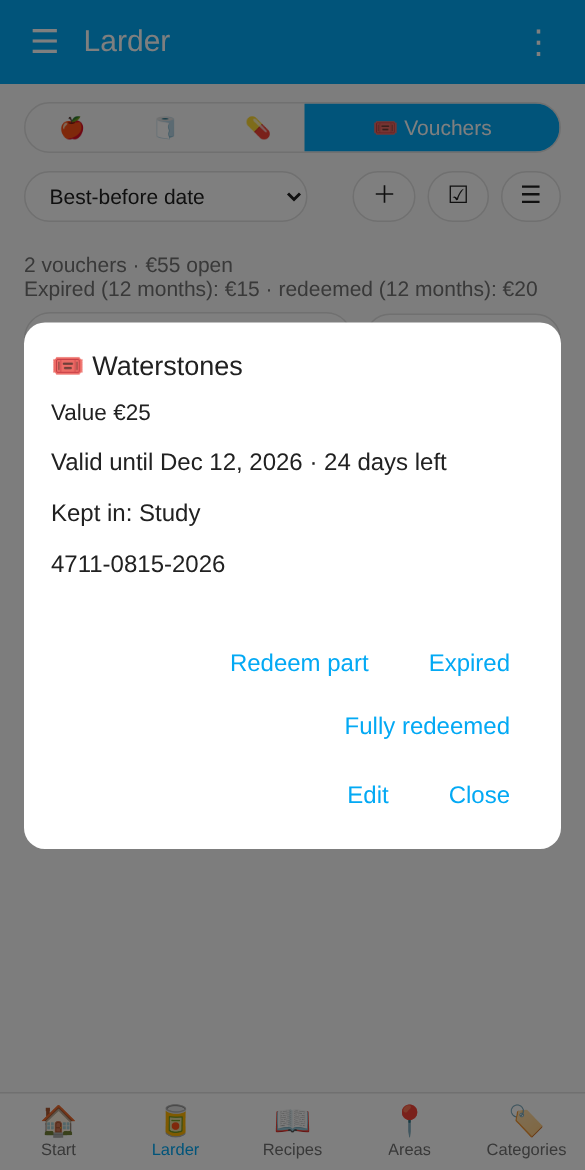 Larder
Vouchers
Best-before date
2 vouchers · €55 open
Expired (12 months): €15 · redeemed (12 months): €20
Waterstones
Value €25
Valid until Dec 12, 2026 · 24 days left
Kept in: Study
4711-0815-2026
Redeem part Expired
Fully redeemed
Edit Close
Start Larder Recipes Areas Categories